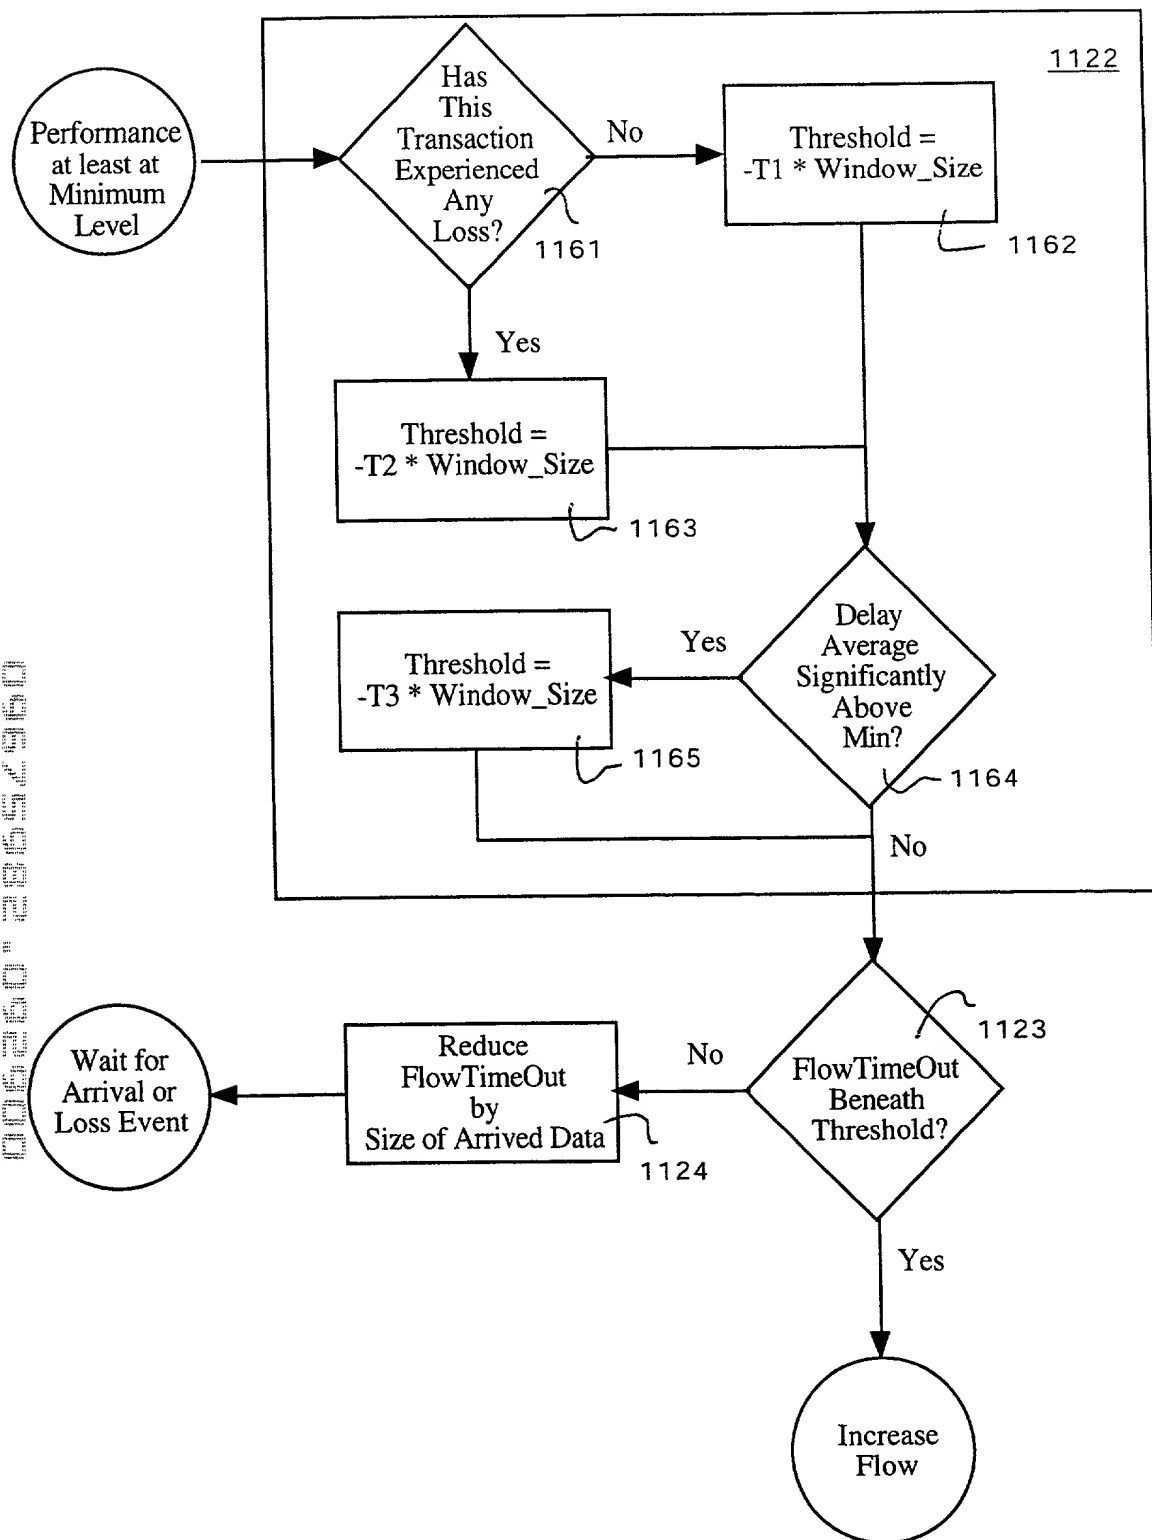 1122
Performance
at least at
Minimum
Level
Has
This
Transaction
Experienced
Any
Loss?
1161
No
Threshold =
-T1 * Window_Size
1162
Yes
Threshold =
-T2 * Window_Size
1163
Delay
Average
Significantly
Above
Min?
1164
Yes
Threshold =
-T3 * Window_Size
1165
No
FlowTimeOut
Beneath
Threshold?
1123
No
Reduce
FlowTimeOut
by
Size of Arrived Data
1124
Wait for
Arrival or
Loss Event
Yes
Increase
Flow